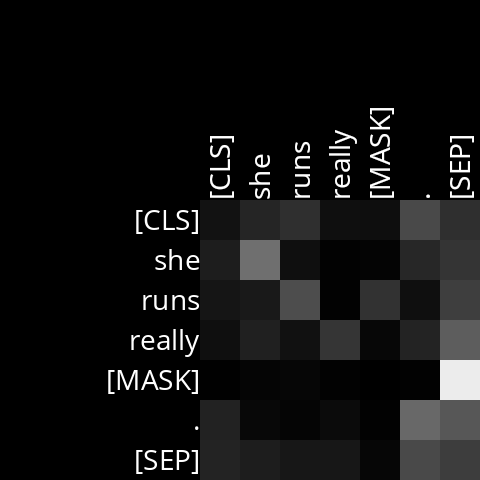 [CLS] she runs really [MASK] . [SEP]
[CLS]
she
runs
really
[MASK]
.
[SEP]